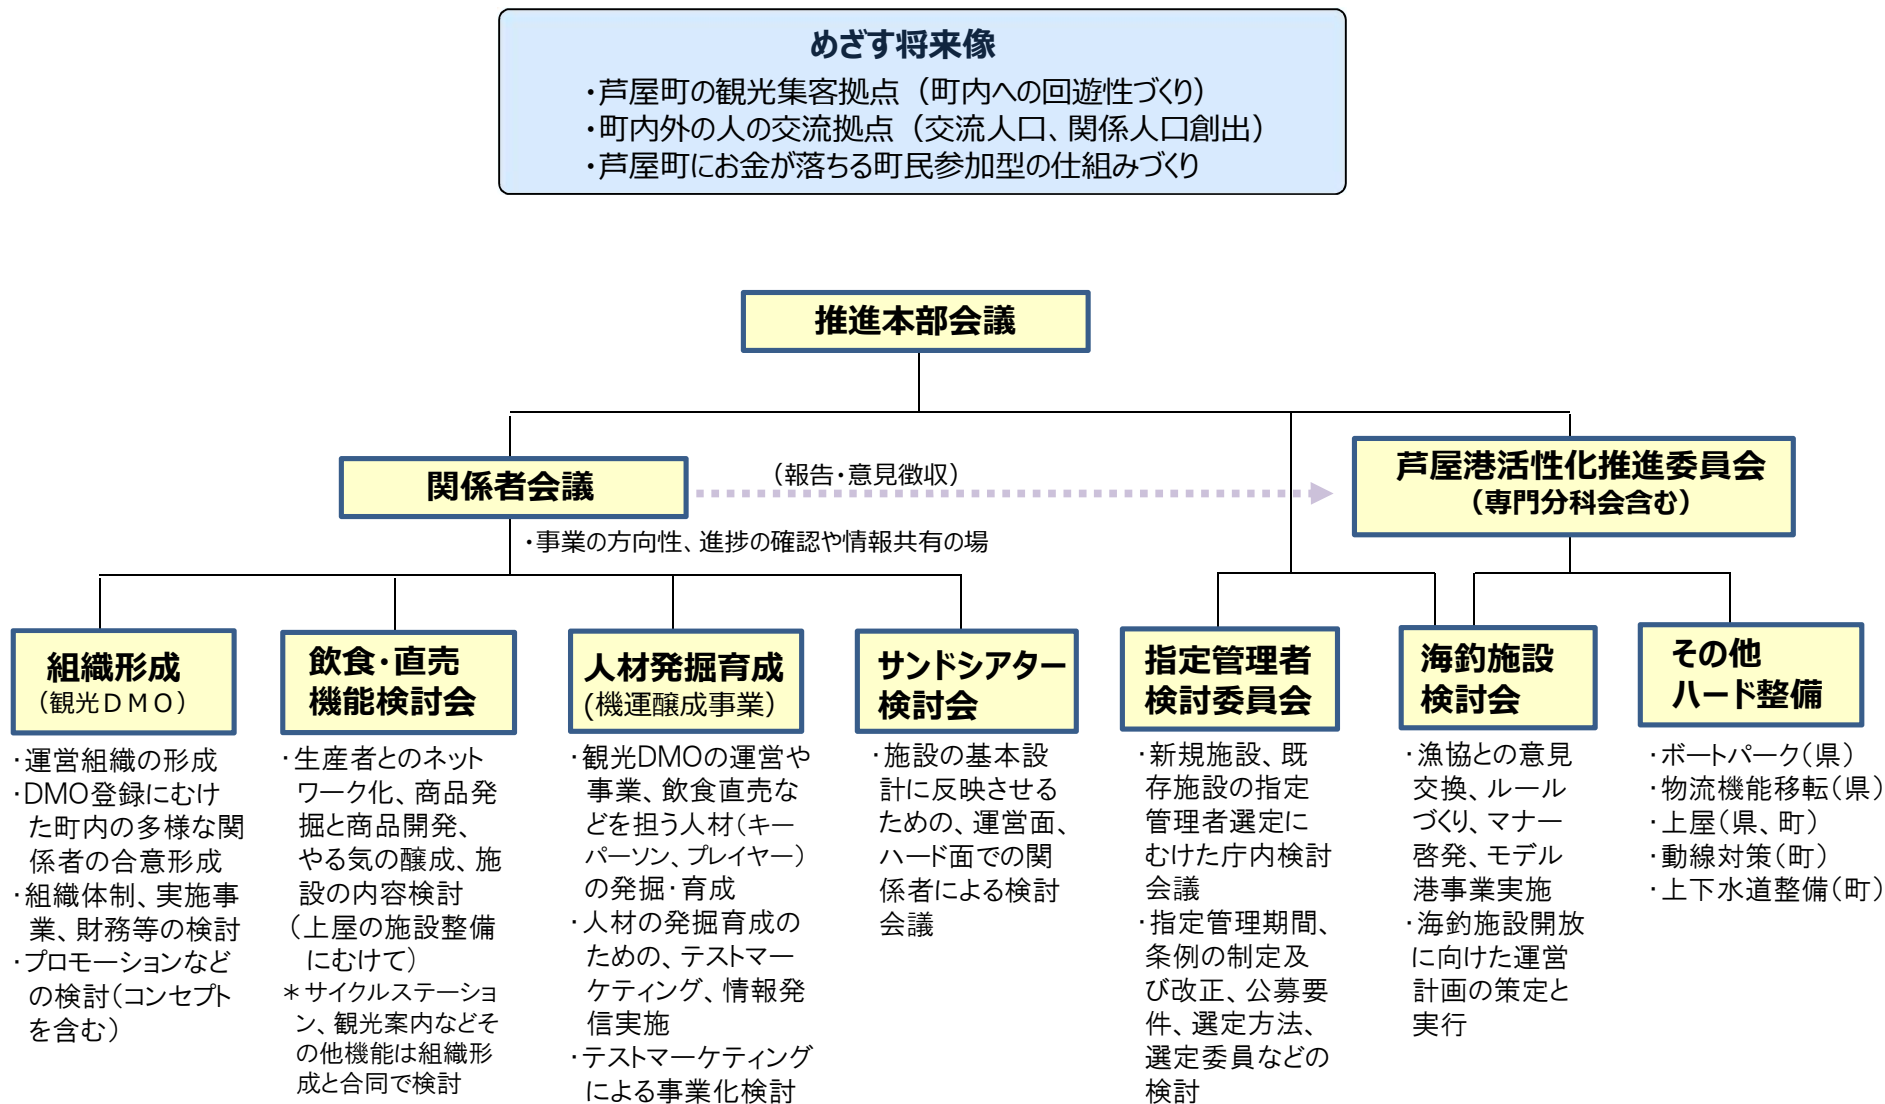 めざす将来像
・芦屋町の観光集客拠点（町内への回遊性づくり）
・町内外の人の交流拠点（交流人口、関係人口創出）
・芦屋町にお金が落ちる町民参加型の仕組みづくり
推進本部会議
関係者会議
（報告・意見徴収）
芦屋港活性化推進委員会
（専門分科会含む）
・事業の方向性、進捗の確認や情報共有の場
組織形成
（観光ＤＭＯ）
・運営組織の形成
・DMO登録にむけ
た町内の多様な関
係者の合意形成
・組織体制、実施事
業、財務等の検討
・プロモーションなど
の検討（コンセプト
を含む）
飲食・直売
機能検討会
・生産者とのネット
ワーク化、商品発
掘と商品開発、
やる気の醸成、施
設の内容検討
（上屋の施設整備
にむけて）
＊サイクルステーショ
ン、観光案内などそ
の他機能は組織形
成と合同で検討
人材発掘育成
(機運醸成事業）
・観光DMOの運営や
事業、飲食直売な
どを担う人材（キー
パーソン、プレイヤー）
の発掘・育成
・人材の発掘育成の
ための、テストマー
ケティング、情報発
信実施
・テストマーケティング
による事業化検討
サンドシアター
検討会
・施設の基本設
計に反映させる
ための、運営面、
ハード面での関
係者による検討
会議
指定管理者
検討委員会
・新規施設、既
存施設の指定
管理者選定に
むけた庁内検討
会議
・指定管理期間、
条例の制定及
び改正、公募要
件、選定方法、
選定委員などの
検討
海釣施設
検討会
・漁協との意見
交換、ルール
づくり、マナー
啓発、モデル
港事業実施
・海釣施設開放
に向けた運営
計画の策定と
実行
その他
ハード整備
・ボートパーク（県）
・物流機能移転（県）
・上屋（県、町）
・動線対策（町）
・上下水道整備（町）